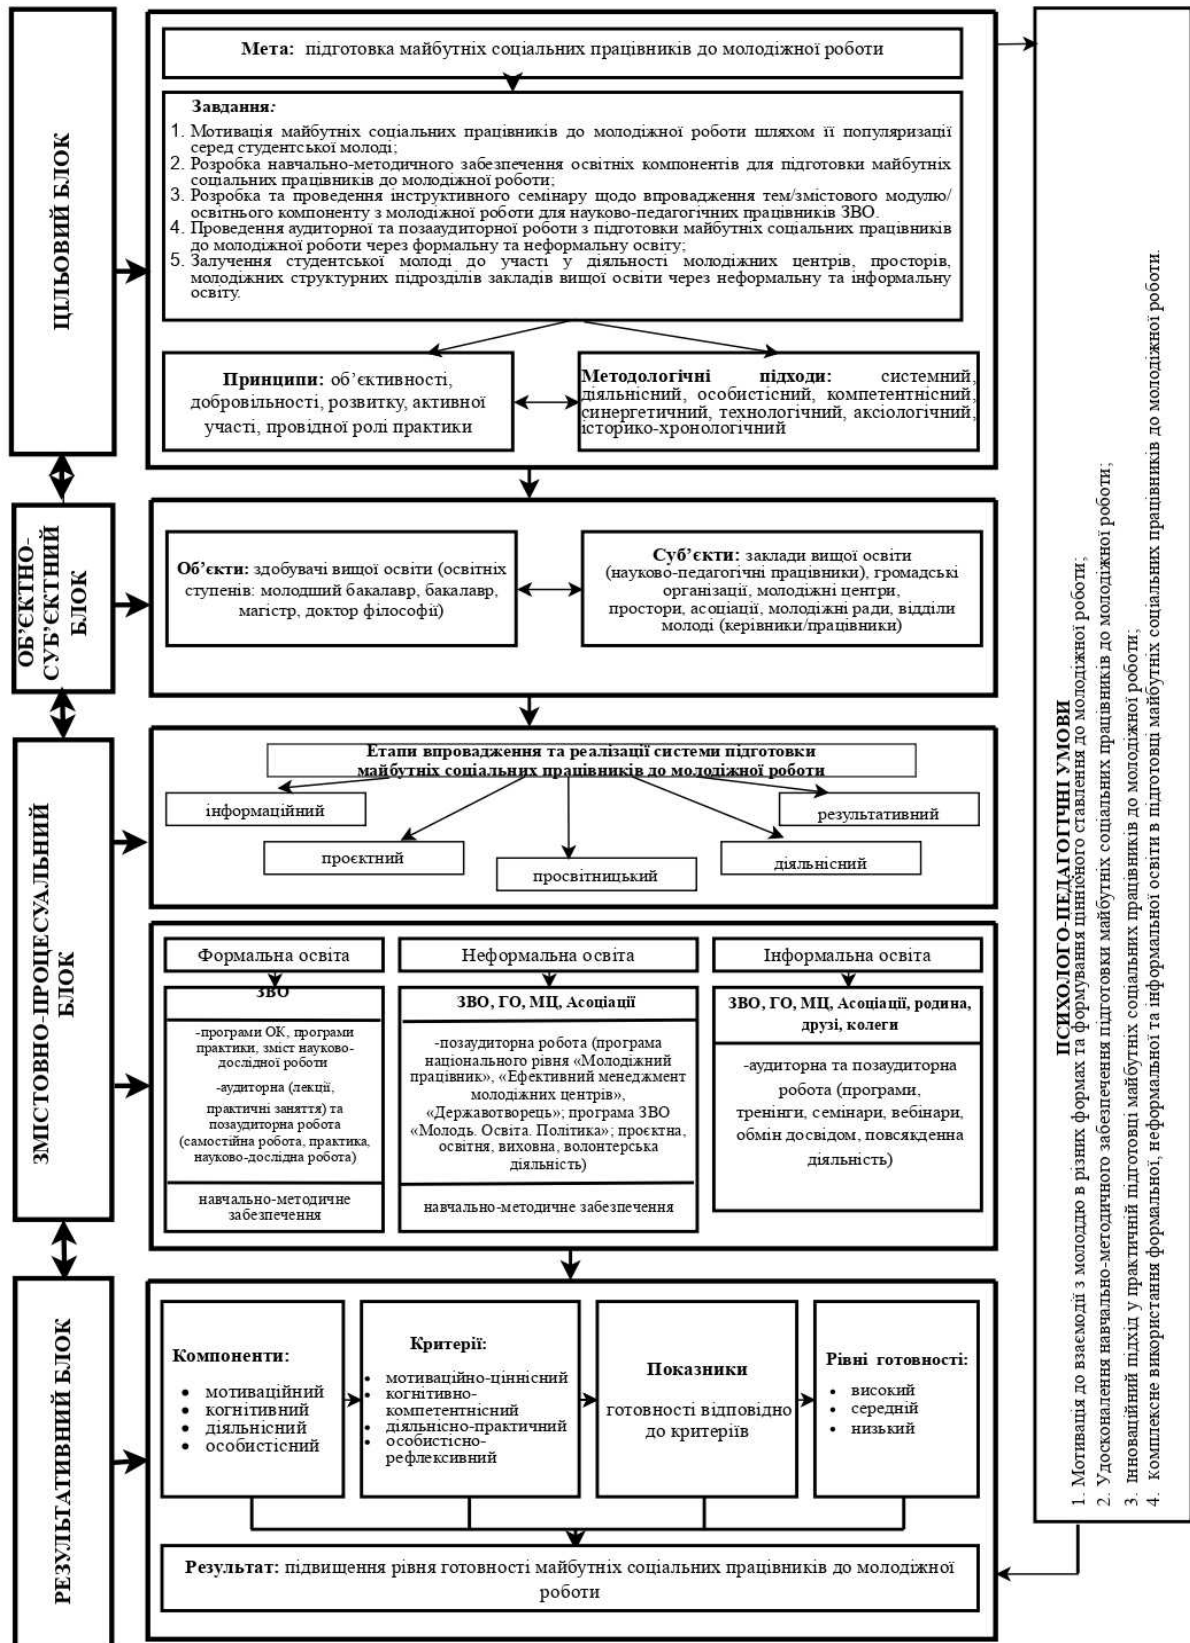 ЦІЛЬОВИЙ БЛОК
Мета: підготовка майбутніх соціальних працівників до молодіжної роботи
Завдання:
1. Мотивація майбутніх соціальних працівників до молодіжної роботи шляхом її популяризації
серед студентської молоді;
2. Розробка навчально-методичного забезпечення освітніх компонентів для підготовки майбутніх
соціальних працівників до молодіжної роботи;
3. Розробка та проведення інструктивного семінару щодо впровадження тем/змістового модулю/
освітнього компоненту з молодіжної роботи для науково-педагогічних працівників ЗВО.
4. Проведення аудиторної та позааудиторної роботи з підготовки майбутніх соціальних працівників
до молодіжної роботи через формальну та неформальну освіту;
5. Залучення студентської молоді до участі у діяльності молодіжних центрів, просторів,
молодіжних структурних підрозділів закладів вищої освіти через неформальну та інформальну
освіту.
Принципи: об’єктивності,
добровільності, розвитку, активної
участі, провідної ролі практики
Методологічні підходи: системний,
діяльнісний, особистісний, компетентнісний,
синергетичний, технологічний, аксіологічний,
історико-хронологічний
ОБ’ЄКТНО-
СУБ’ЄКТНИЙ
БЛОК
Об’єкти: здобувачі вищої освіти (освітніх
ступенів: молодший бакалавр, бакалавр,
магістр, доктор філософії)
Суб’єкти: заклади вищої освіти
(науково-педагогічні працівники), громадські
організації, молодіжні центри,
простори, асоціації, молодіжні ради, відділи
молоді (керівники/працівники)
ЗМІСТОВНО-ПРОЦЕСУАЛЬНИЙ
БЛОК
Етапи впровадження та реалізації системи підготовки
майбутніх соціальних працівників до молодіжної роботи
інформаційний
результативний
проєктний
просвітницький
діяльнісний
Формальна освіта
ЗВО
-програми ОК, програми
практики, зміст науково-
дослідної роботи
-аудиторна (лекції,
практичні заняття) та
позаудиторна робота
(самостійна робота, практика,
науково-дослідна робота)
навчально-методичне
забезпечення
Неформальна освіта
ЗВО, ГО, МЦ, Асоціації
-позаудиторна робота (програма
національного рівня «Молодіжний
працівник», «Ефективний менеджмент
молодіжних центрів»,
«Державотворець»; програма ЗВО
«Молодь. Освіта. Політика»; проєктна,
освітня, виховна, волонтерська
діяльність)
навчально-методичне забезпечення
Інформальна освіта
ЗВО, ГО, МЦ, Асоціації, родина,
друзі, колеги
-аудиторна та позаудиторна
робота (програми,
тренінги, семінари, вебінари,
обмін досвідом, повсякденна
діяльність)
РЕЗУЛЬТАТИВНИЙ БЛОК
Компоненти:
• мотиваційний
• когнітивний
• діяльнісний
• особистісний
Критерії:
• мотиваційно-ціннісний
• когнітивно-
компетентнісний
• діяльнісно-практичний
• особистісно-
рефлексивний
Показники
готовності відповідно
до критеріїв
Рівні готовності:
• високий
• середній
• низький
Результат: підвищення рівня готовності майбутніх соціальних працівників до молодіжної
роботи
ПСИХОЛОГО-ПЕДАГОГІЧНІ УМОВИ
1. Мотивація до взаємодії з молоддю в різних формах та формування ціннісного ставлення до молодіжної роботи;
2. Удосконалення навчально-методичного забезпечення підготовки майбутніх соціальних працівників до молодіжної роботи;
3. Інноваційний підхід у практичній підготовці майбутніх соціальних працівників до молодіжної роботи;
4. Комплексне використання формальної, неформальної та інформальної освіти в підготовці майбутніх соціальних працівників до молодіжної роботи.